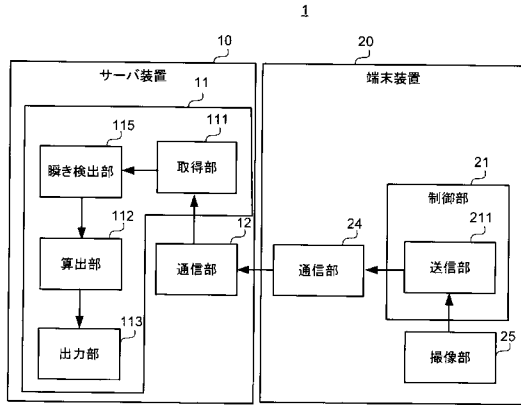 1
10
サーバ装置
11
115
瞬き検出部
111
取得部
112
算出部
12
通信部
113
出力部
20
端末装置
21
制御部
211
送信部
24
通信部
25
撮像部